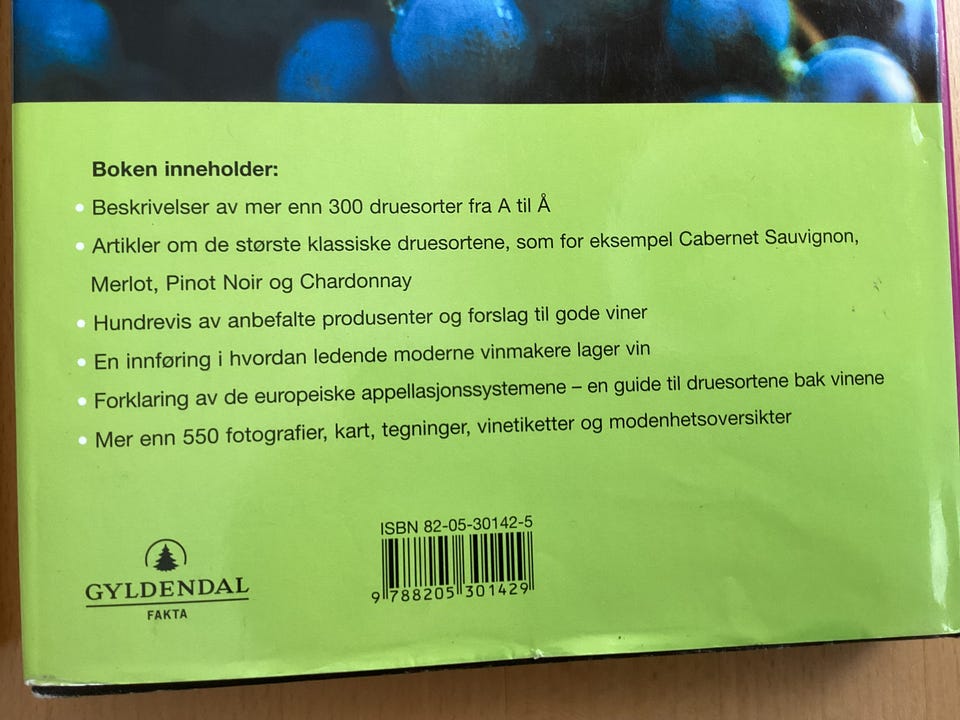 Boken inneholder:
• Beskrivelser av mer enn 300 druesorter fra A til Å
• Artikler om de største klassiske druesortene, som for eksempel Cabernet Sauvignon,
Merlot, Pinot Noir og Chardonnay
• Hundrevis av anbefalte produsenter og forslag til gode viner
• En innføring i hvordan ledende moderne vinmakere lager vin
• Forklaring av de europeiske appellasjonssystemene – en guide til druesortene bak vinene
• Mer enn 550 fotografier, kart, tegninger, vinetiketter og modenhetsoversikter
GYLDENDAL
FAKTA
ISBN 82-05-30142-5
9 788205 301429